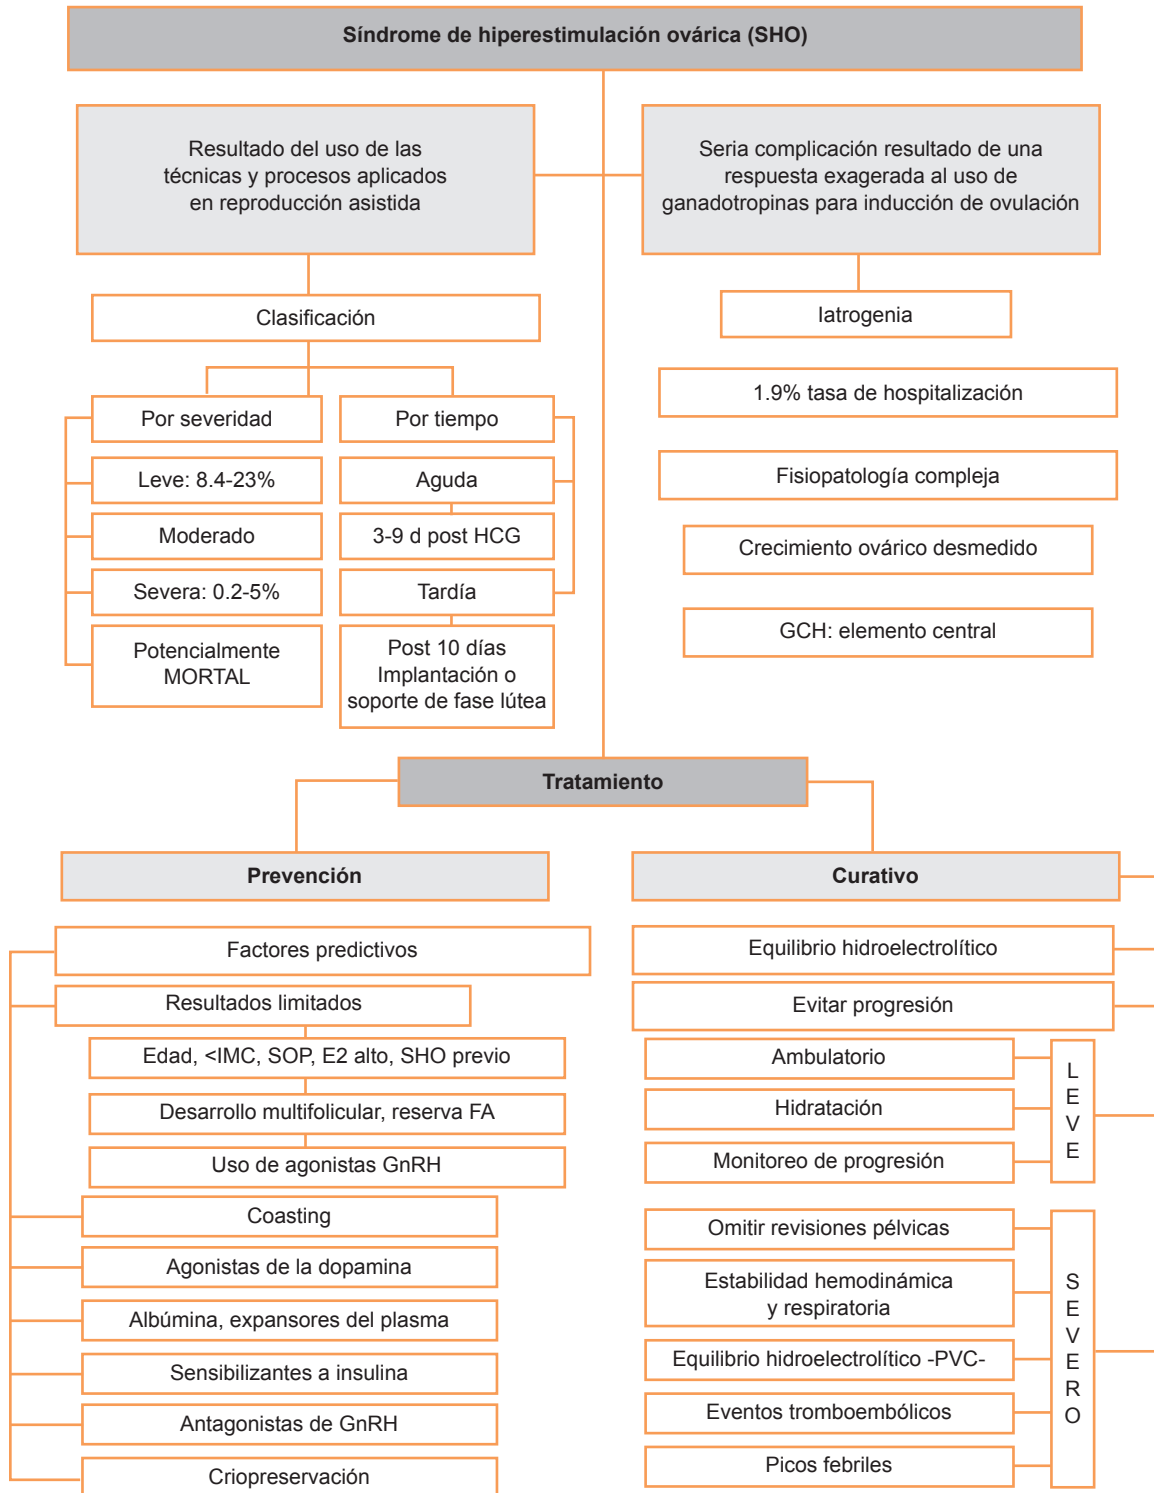 Síndrome de hiperestimulación ovárica (SHO)
Resultado del uso de las
técnicas y procesos aplicados
en reproducción asistida
Seria complicación resultado de una
respuesta exagerada al uso de
ganadotropinas para inducción de ovulación
Clasificación
Iatrogenia
1.9% tasa de hospitalización
Fisiopatología compleja
Crecimiento ovárico desmedido
GCH: elemento central
Por severidad
Leve: 8.4-23%
Moderado
Severa: 0.2-5%
Potencialmente
MORTAL
Por tiempo
Aguda
3-9 d post HCG
Tardía
Post 10 días
Implantación o
soporte de fase lútea
Tratamiento
Prevención
Factores predictivos
Resultados limitados
Edad, <IMC, SOP, E2 alto, SHO previo
Desarrollo multifolicular, reserva FA
Uso de agonistas GnRH
Coasting
Agonistas de la dopamina
Albúmina, expansores del plasma
Sensibilizantes a insulina
Antagonistas de GnRH
Criopreservación
Curativo
Equilibrio hidroelectrolítico
Evitar progresión
Ambulatorio
Hidratación
Monitoreo de progresión
LEVE
Omitir revisiones pélvicas
Estabilidad hemodinámica
y respiratoria
Equilibrio hidroelectrolítico -PVC-
Eventos tromboembólicos
Picos febriles
SEVERO